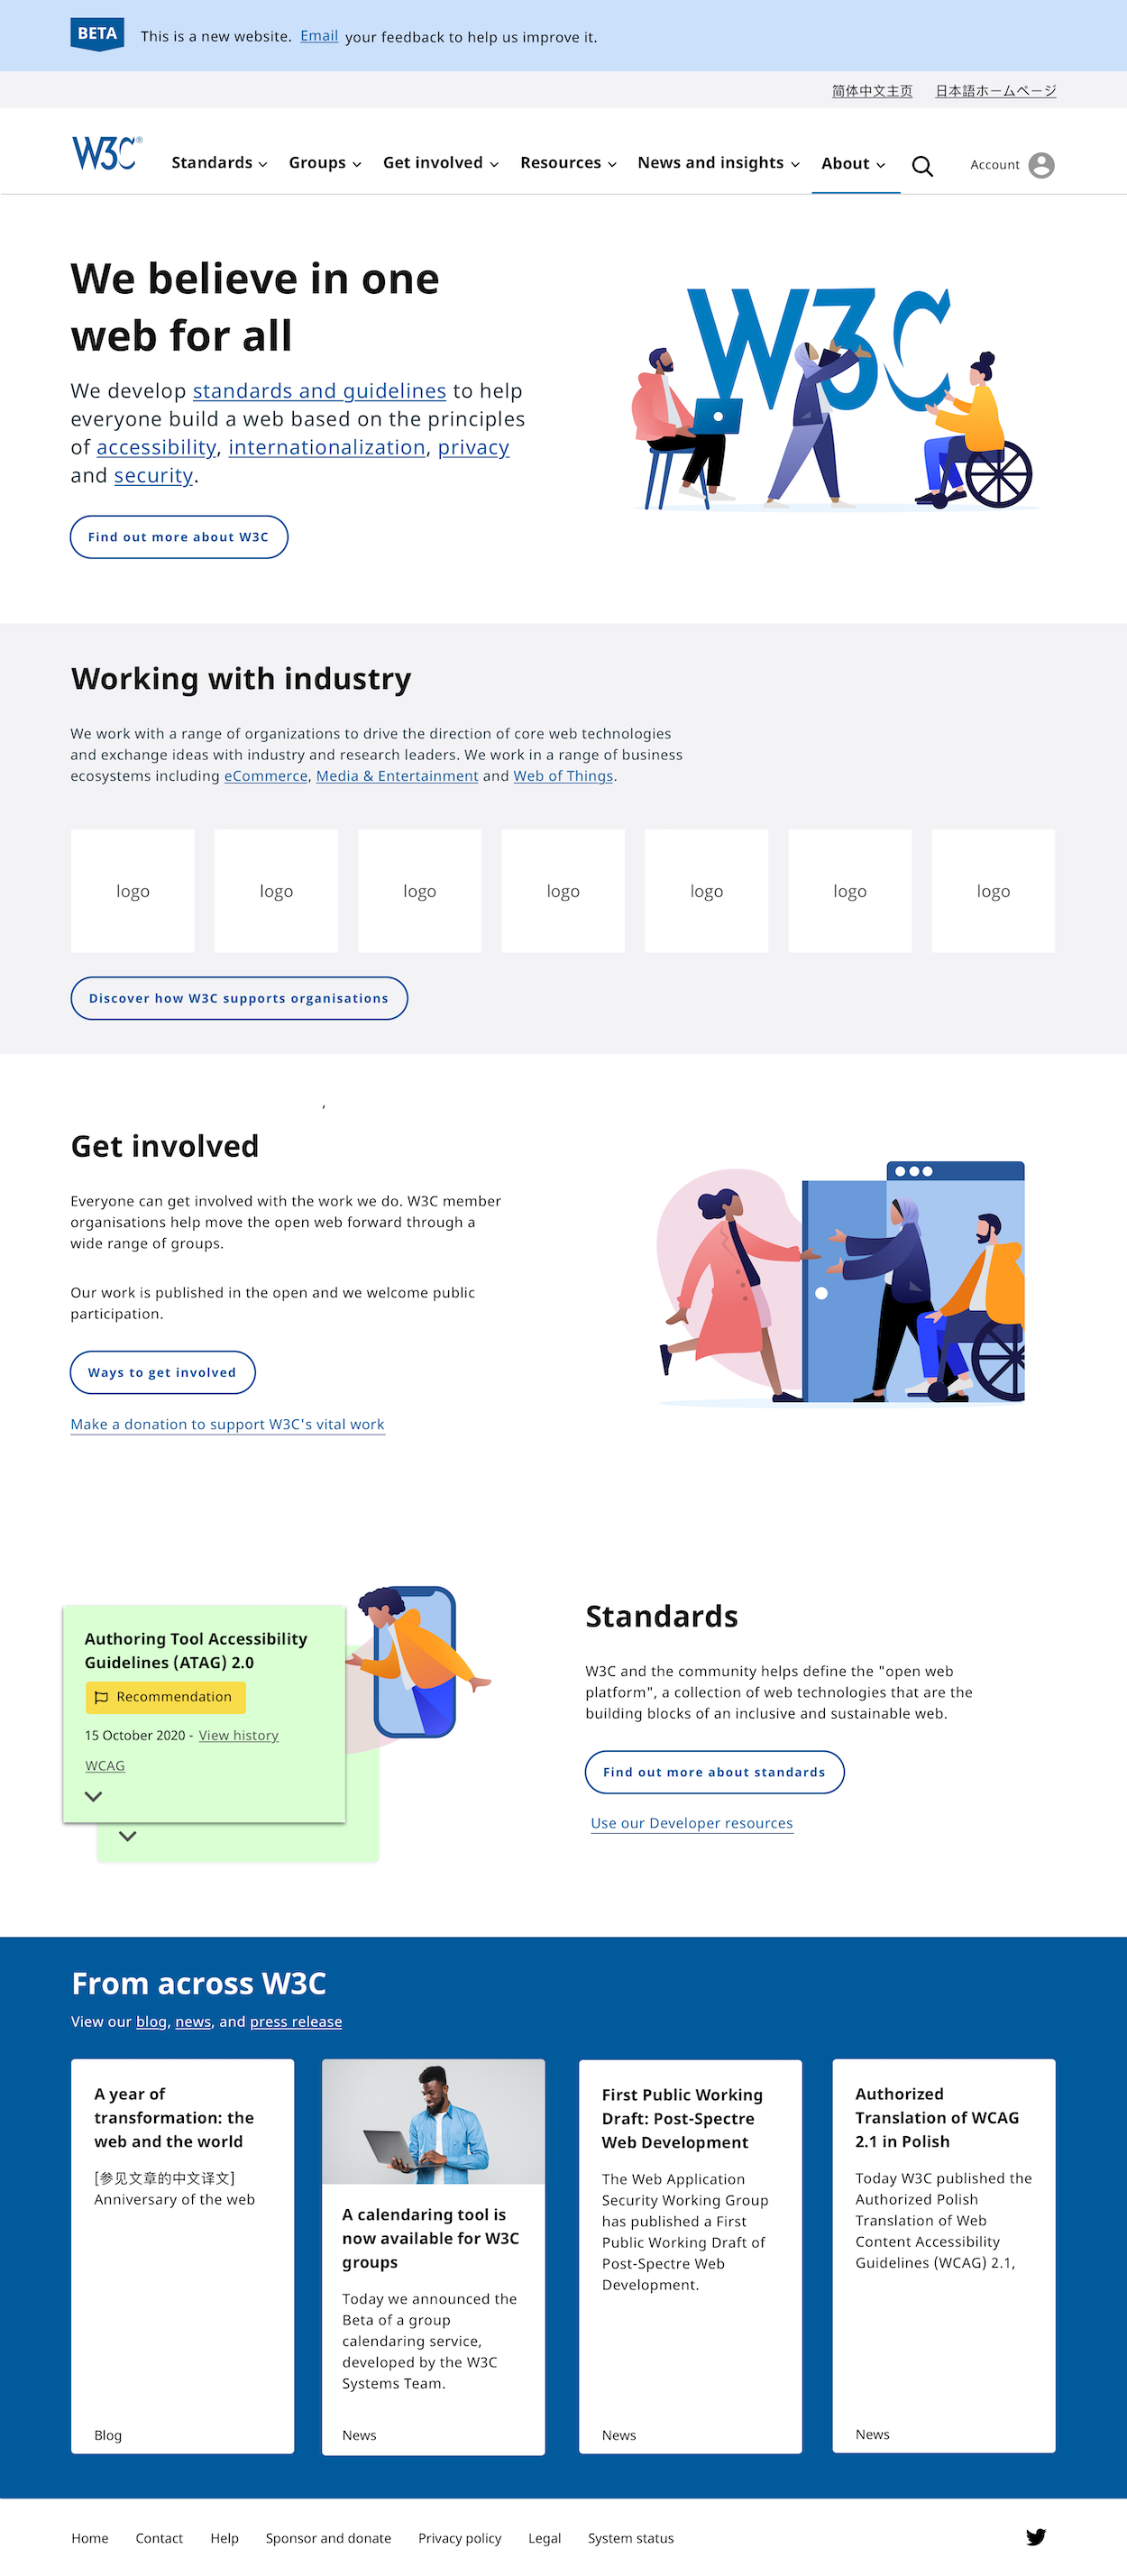 BETA This is a new website. Email your feedback to help us improve it.
简体中文主页 日本語ホームページ
W3C® Standards Groups Get involved Resources News and insights About Account
We believe in one
web for all
W3C
We develop standards and guidelines to help
everyone build a web based on the principles
of accessibility, internationalization, privacy
and security.
Find out more about W3C
Working with industry
We work with a range of organizations to drive the direction of core web technologies
and exchange ideas with industry and research leaders. We work in a range of business
ecosystems including eCommerce, Media & Entertainment and Web of Things.
logo logo logo logo logo logo logo
Discover how W3C supports organisations
,
Get involved
Everyone can get involved with the work we do. W3C member
organisations help move the open web forward through a
wide range of groups.
Our work is published in the open and we welcome public
participation.
Ways to get involved
Make a donation to support W3C's vital work
Authoring Tool Accessibility
Guidelines (ATAG) 2.0
Recommendation
15 October 2020 - View history
WCAG
Standards
W3C and the community helps define the "open web
platform", a collection of web technologies that are the
building blocks of an inclusive and sustainable web.
Find out more about standards
Use our Developer resources
From across W3C
View our blog, news, and press release
A year of
transformation: the
web and the world
[参见文章的中文译文]
Anniversary of the web
Blog
A calendaring tool is
now available for W3C
groups
Today we announced the
Beta of a group
calendaring service,
developed by the W3C
Systems Team.
News
First Public Working
Draft: Post-Spectre
Web Development
The Web Application
Security Working Group
has published a First
Public Working Draft of
Post-Spectre Web
Development.
News
Authorized
Translation of WCAG
2.1 in Polish
Today W3C published the
Authorized Polish
Translation of Web
Content Accessibility
Guidelines (WCAG) 2.1,
News
Home Contact Help Sponsor and donate Privacy policy Legal System status